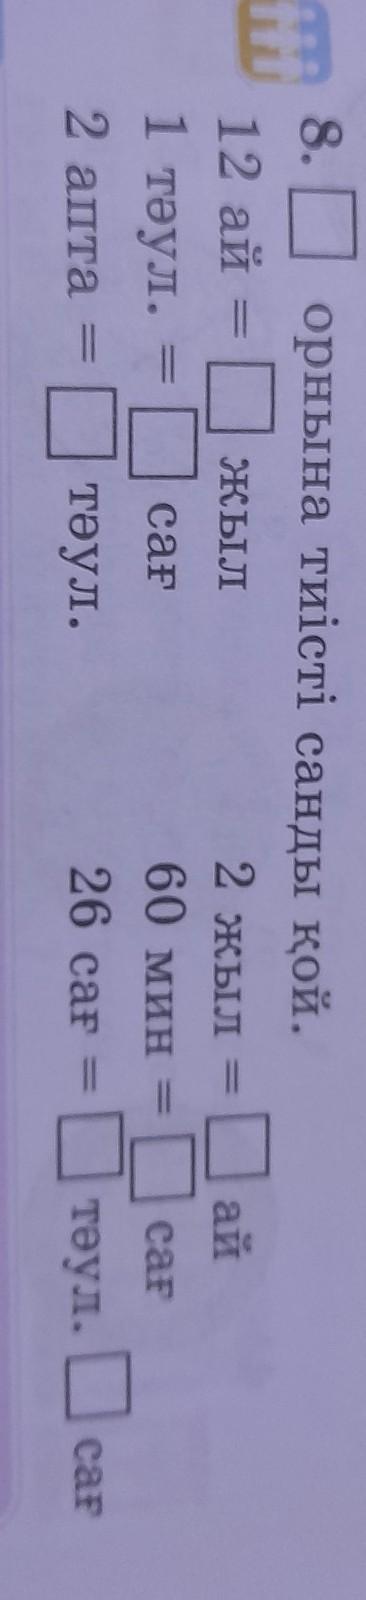 8. □ орнына тиісті санды қой.
12 ай = □ жыл 2 жыл = □ ай
1 тәул. = □ сағ 60 мин = □ сағ
2 апта = □ тәул. 26 сағ = □ тәул. □ сағ